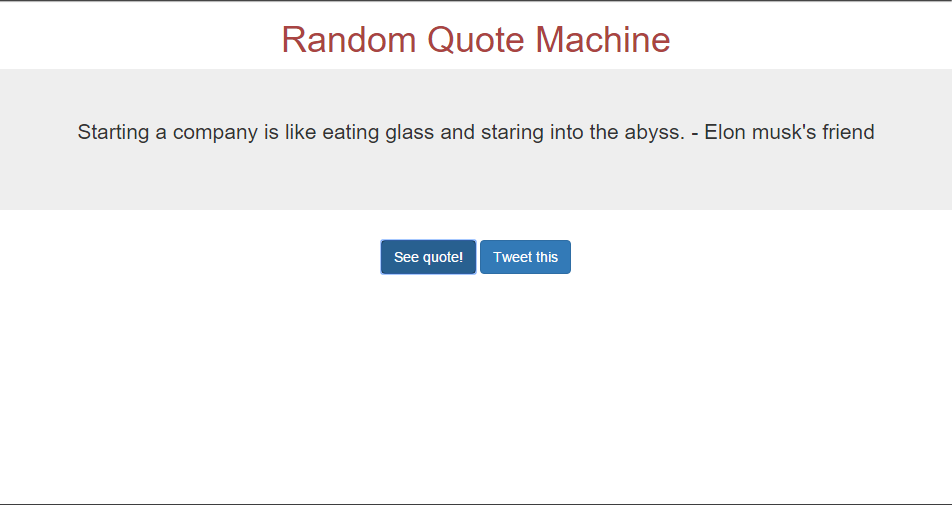 Random Quote Machine
Starting a company is like eating glass and staring into the abyss. - Elon musk's friend
See quote!
Tweet this